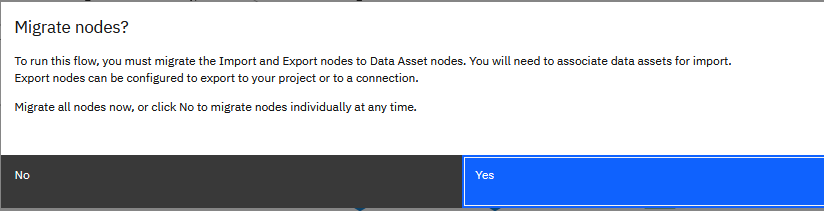 Migrate nodes?
To run this flow, you must migrate the Import and Export nodes to Data Asset nodes. You will need to associate data assets for import.
Export nodes can be configured to export to your project or to a connection.
Migrate all nodes now, or click No to migrate nodes individually at any time.
No
Yes